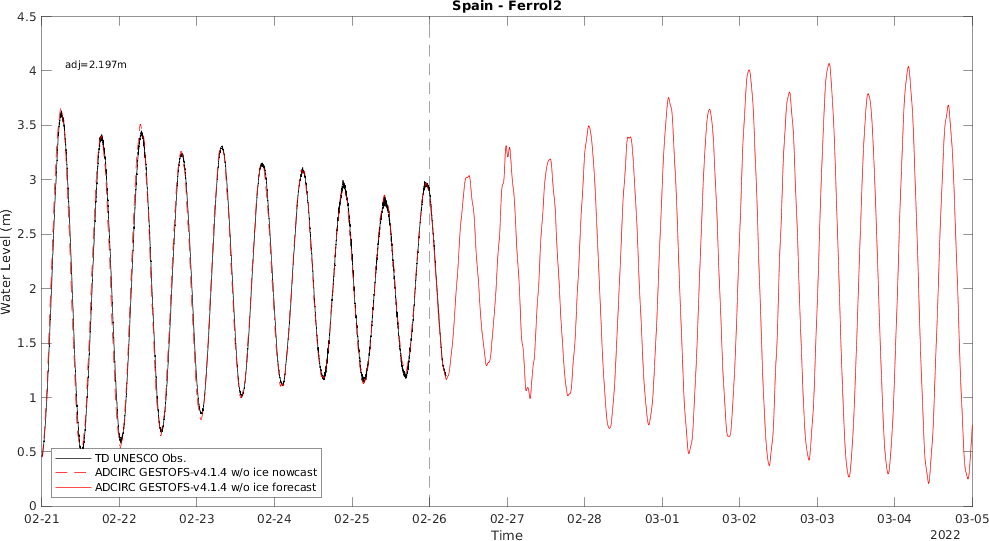 Spain - Ferrol2
adj=2.197m
Water Level (m)
4.5
4
3.5
3
2.5
2
1.5
1
0.5
0
TD UNESCO Obs.
ADCIRC GESTOFS-v4.1.4 w/o ice nowcast
ADCIRC GESTOFS-v4.1.4 w/o ice forecast
02-21 02-22 02-23 02-24 02-25 02-26 02-27 02-28 03-01 03-02 03-03 03-04 03-05
Time
2022